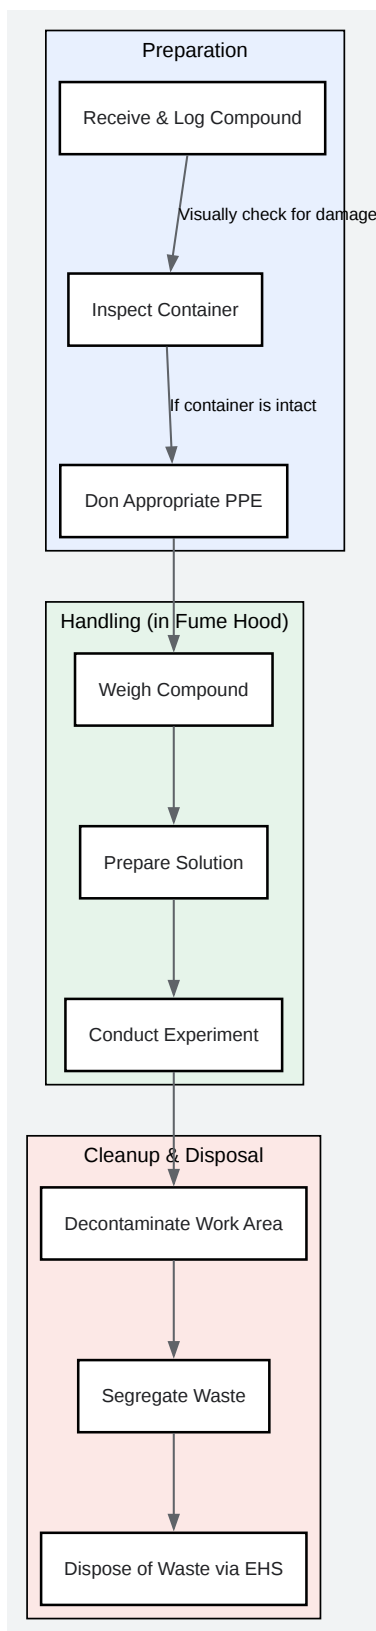 Preparation
Receive & Log Compound
Visually check for damage
Inspect Container
If container is intact
Don Appropriate PPE
Handling (in Fume Hood)
Weigh Compound
Prepare Solution
Conduct Experiment
Cleanup & Disposal
Decontaminate Work Area
Segregate Waste
Dispose of Waste via EHS